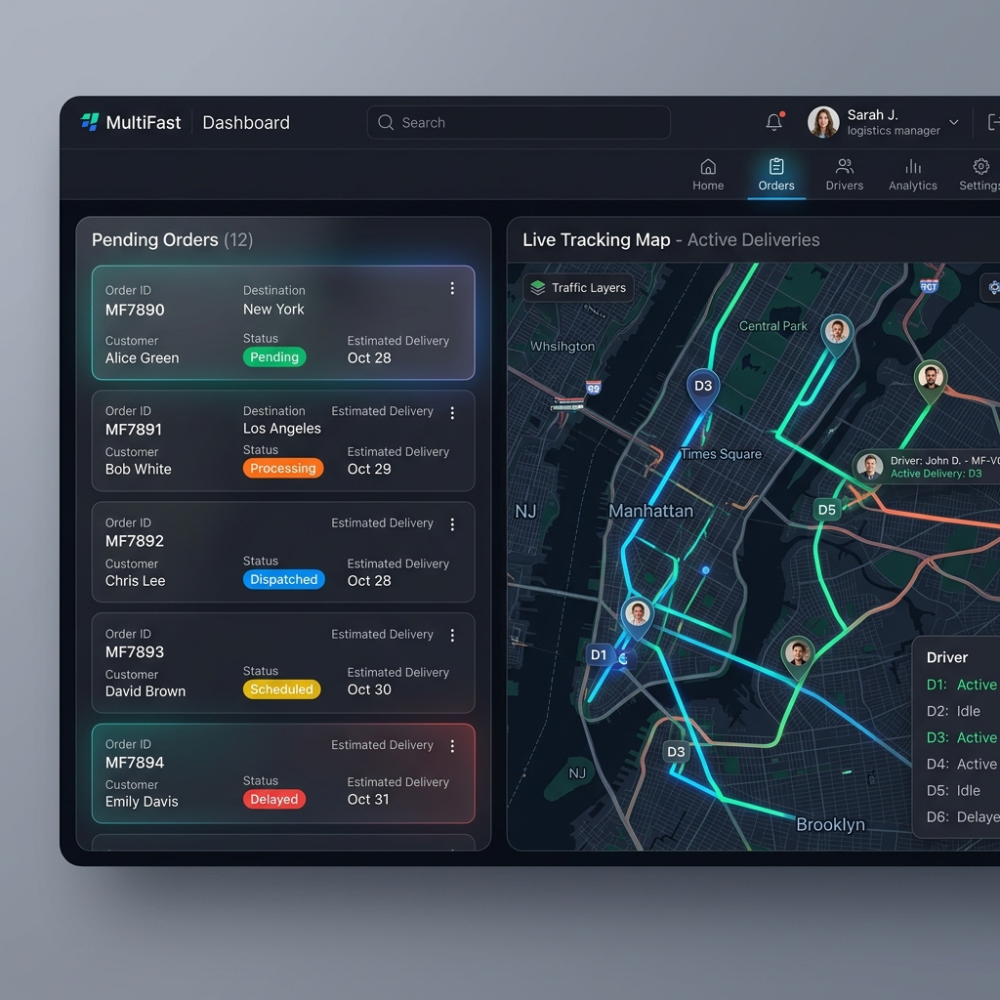 MultiFast
Dashboard
Search
Sarah J.
logistics manager
Home
Orders
Drivers
Analytics
Settings
Pending Orders (12)
Order ID
MF7890
Destination
New York
Customer
Alice Green
Status
Pending
Estimated Delivery
Oct 28
Order ID
MF7891
Destination
Los Angeles
Estimated Delivery
Customer
Bob White
Status
Processing
Estimated Delivery
Oct 29
Order ID
MF7892
Estimated Delivery
Customer
Chris Lee
Status
Dispatched
Estimated Delivery
Oct 28
Order ID
MF7893
Estimated Delivery
Customer
David Brown
Status
Scheduled
Estimated Delivery
Oct 30
Order ID
MF7894
Estimated Delivery
Customer
Emily Davis
Status
Delayed
Estimated Delivery
Oct 31
Live Tracking Map - Active Deliveries
Traffic Layers
Central Park
Whsihgton
D3
Times Square
Driver: John D. - MF-V0
Active Delivery: D3
NJ
Manhattan
D5
D1
D3
NJ
Brooklyn
Driver
D1: Active
D2: Idle
D3: Active
D4: Active
D5: Idle
D6: Delaye